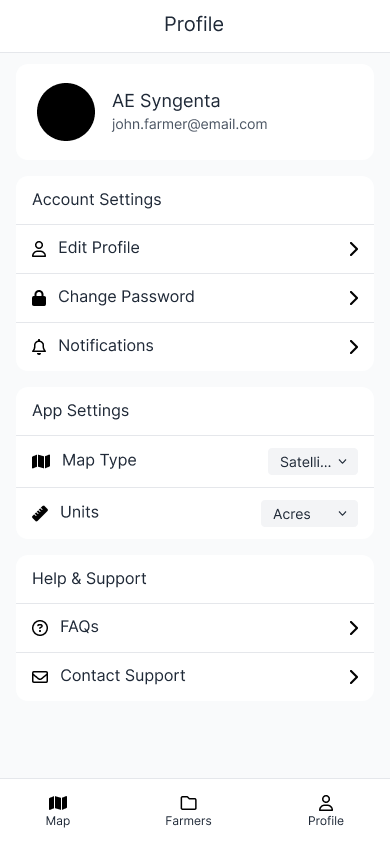 Profile
AE Syngenta
john.farmer@email.com
Account Settings
Edit Profile
Change Password
Notifications
App Settings
Map Type
Satelli...
Units
Acres
Help & Support
FAQs
Contact Support
Map
Farmers
Profile